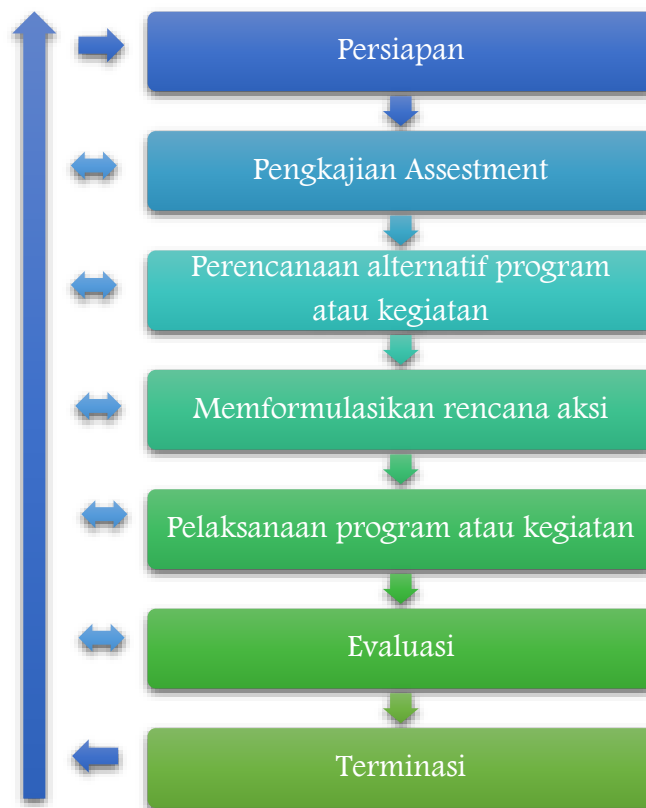 Persiapan
Pengkajian Assestment
Perencanaan alternatif program
atau kegiatan
Memformulasikan rencana aksi
Pelaksanaan program atau kegiatan
Evaluasi
Terminasi